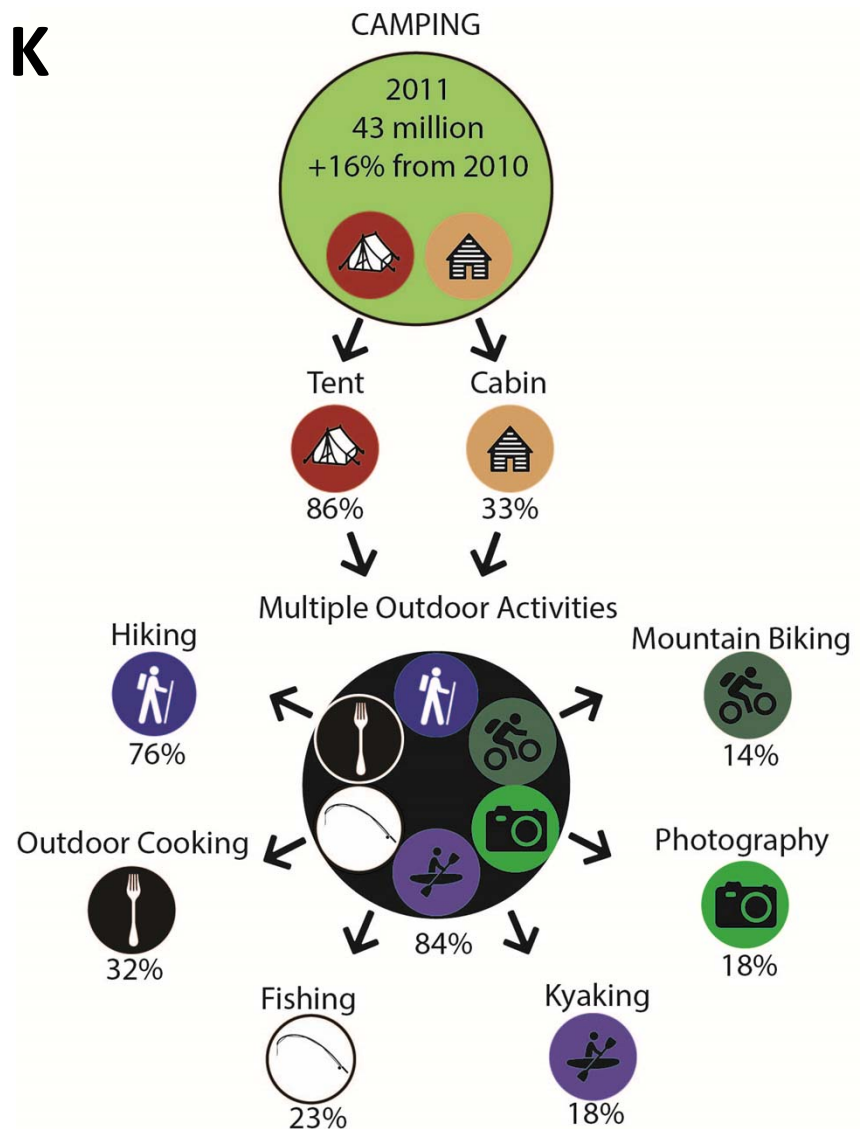 K
CAMPING
2011
43 million
+16% from 2010
Tent
Cabin
86%
33%
Multiple Outdoor Activities
Hiking
Mountain Biking
76%
14%
Outdoor Cooking
Photography
32%
84%
18%
Fishing
Kyaking
23%
18%